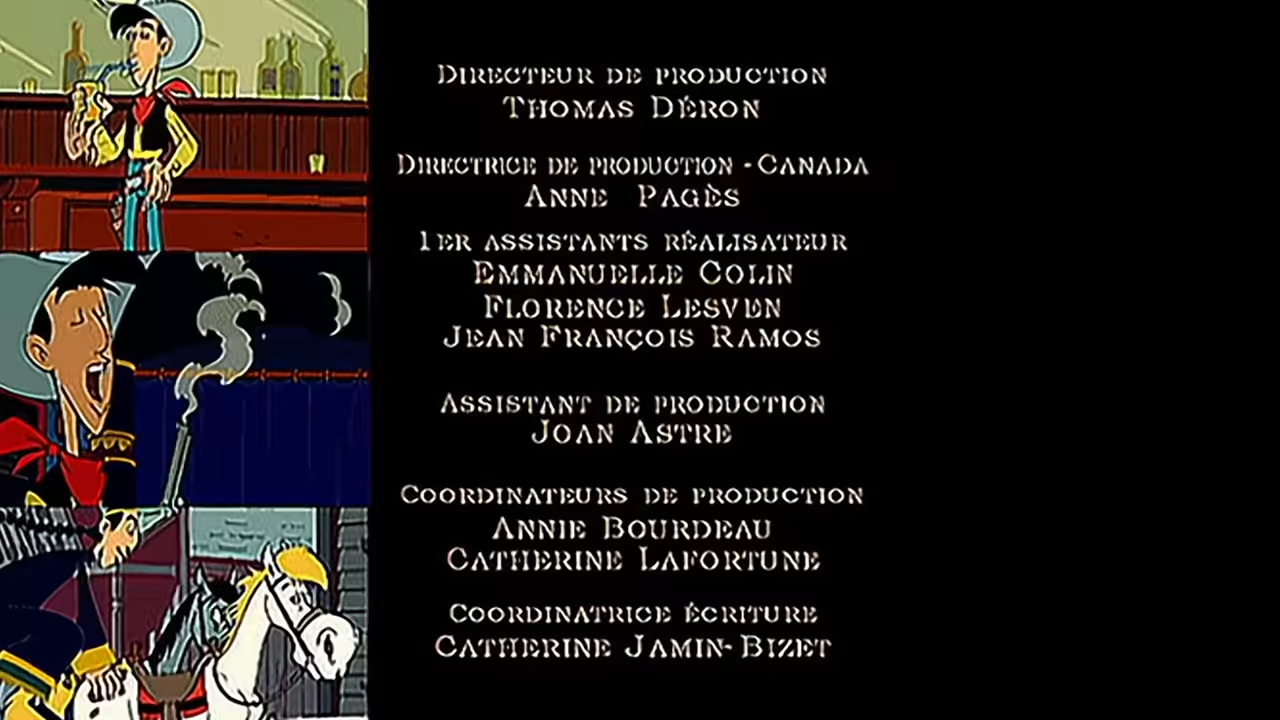 Directeur de production
Thomas Déron
Directrice de production - Canada
Anne Pagès
1er assistants réalisateur
Emmanuelle Colin
Florence Lesven
Jean François Ramos
Assistant de production
Joan Astre
Coordinateurs de production
Annie Bourdeau
Catherine Lafortune
Coordinatrice écriture
Catherine Jamin-Bizet